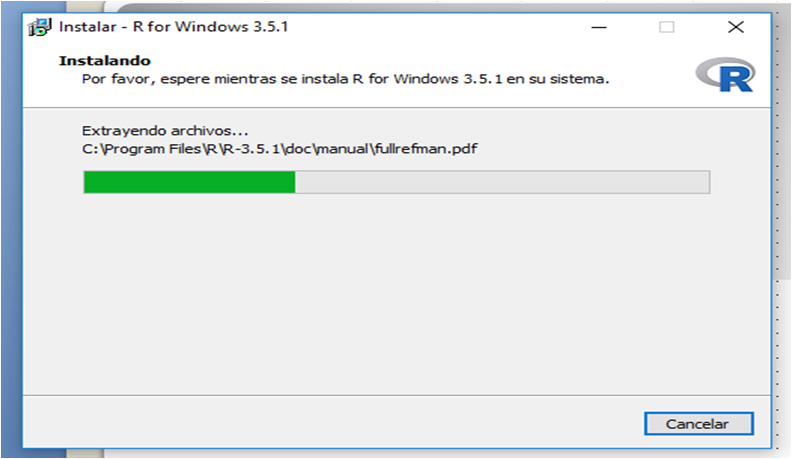 Instalar - R for Windows 3.5.1
Instalando
Por favor, espere mientras se instala R for Windows 3.5.1 en su sistema.
R
Extrayendo archivos...
C:\Program Files\R\R-3.5.1\doc\manual\fullrefman.pdf
Cancelar